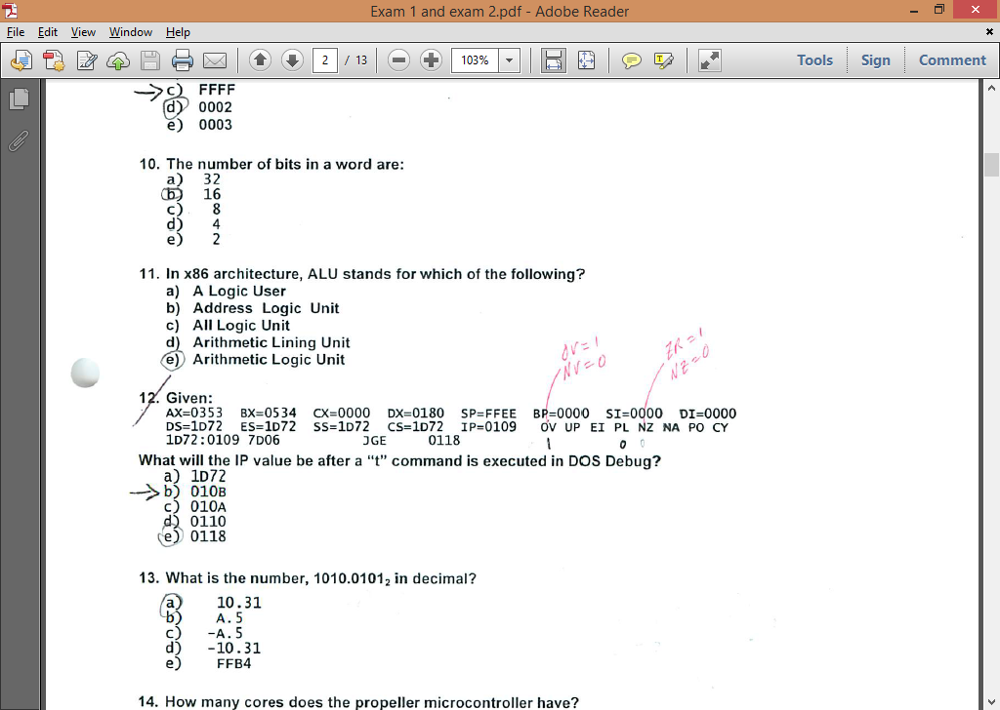 Exam 1 and exam 2.pdf - Adobe Reader
File Edit View Window Help
2 / 13 103% Tools Sign Comment
c) FFFF
d) 0002
e) 0003
10. The number of bits in a word are:
a) 32
b) 16
c) 8
d) 4
e) 2
11. In x86 architecture, ALU stands for which of the following?
a) A Logic User
b) Address Logic Unit
c) All Logic Unit
d) Arithmetic Lining Unit
e) Arithmetic Logic Unit
OV=1 ZR=1
NV=0 NZ=0
12. Given:
AX=0353 BX=0534 CX=0000 DX=0180 SP=FFEE BP=0000 SI=0000 DI=0000
DS=1D72 ES=1D72 SS=1D72 CS=1D72 IP=0109 OV UP EI PL NZ NA PO CY
1D72:0109 7D06 JGE 0118 1 0 0
What will the IP value be after a “t” command is executed in DOS Debug?
a) 1D72
b) 010B
c) 010A
d) 0110
e) 0118
13. What is the number, 1010.0101₂ in decimal?
a) 10.31
b) A.5
c) -A.5
d) -10.31
e) FFB4
14. How many cores does the propeller microcontroller have?